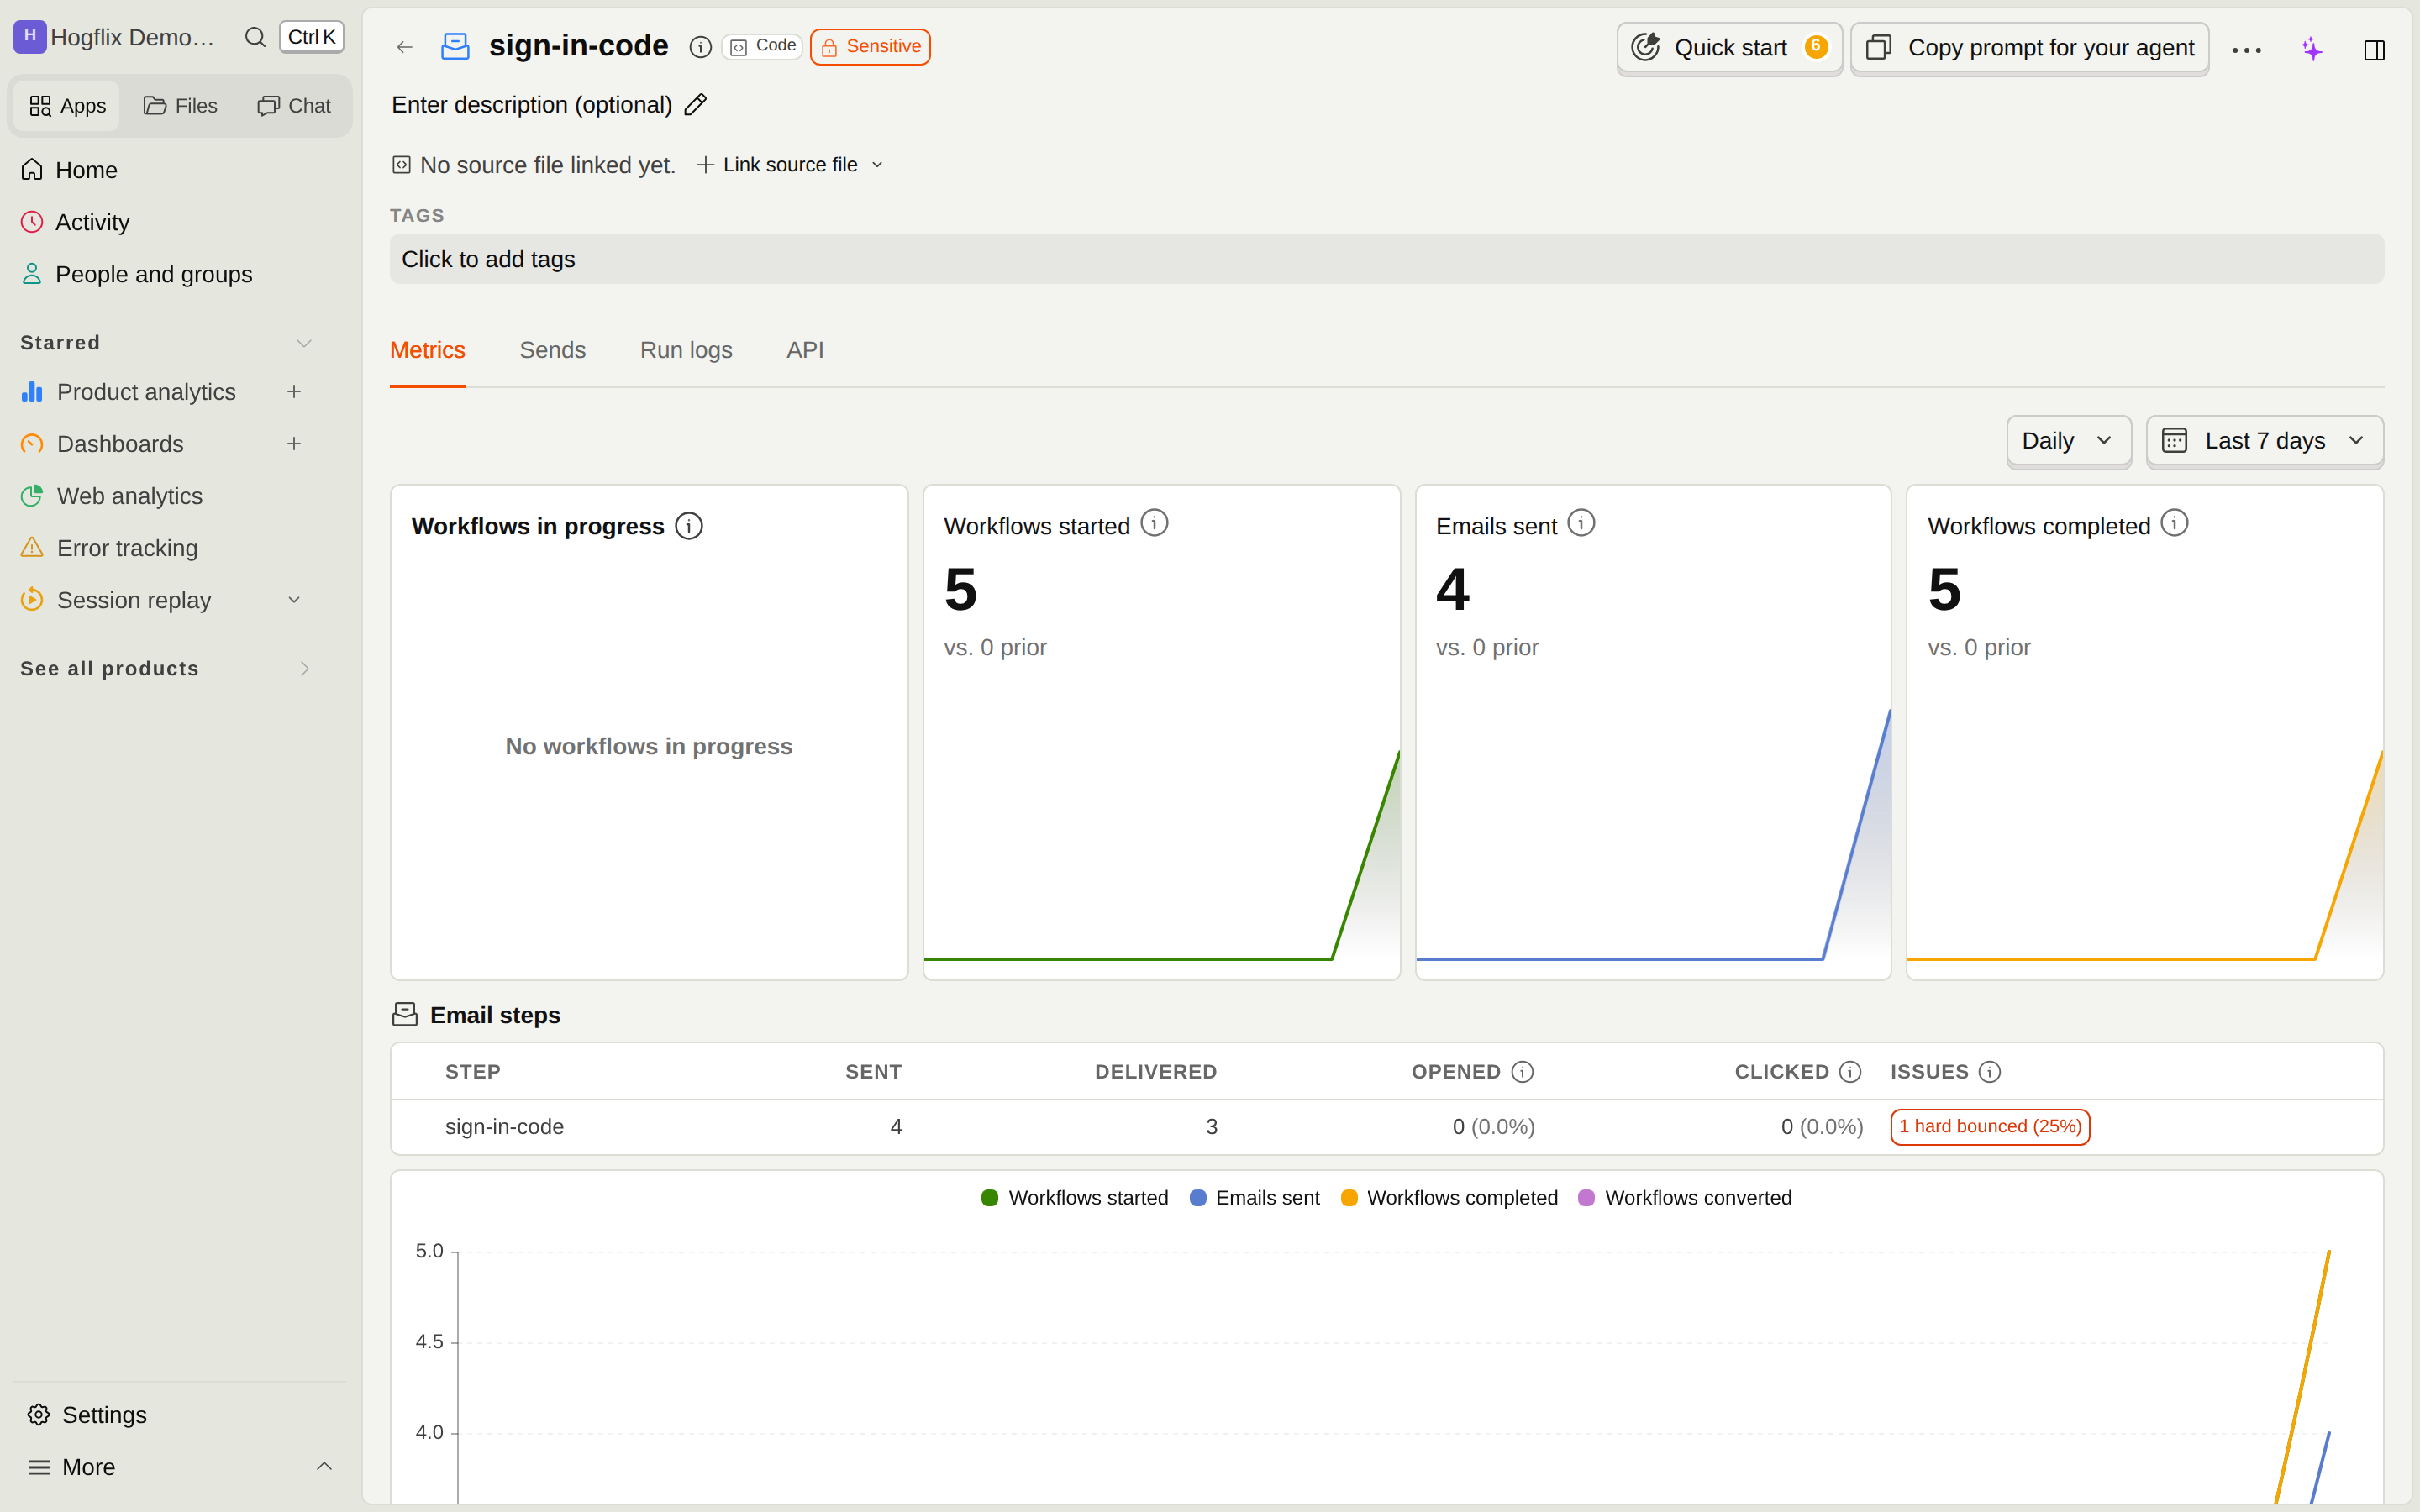 H Hogflix Demo… Ctrl K
Apps Files Chat
Home
Activity
People and groups
Starred
Product analytics
Dashboards
Web analytics
Error tracking
Session replay
See all products
Settings
More
sign-in-code Code Sensitive
Quick start 6 Copy prompt for your agent
Enter description (optional)
No source file linked yet. Link source file
TAGS
Click to add tags
Metrics Sends Run logs API
Daily Last 7 days
Workflows in progress
No workflows in progress
Workflows started
5
vs. 0 prior
Emails sent
4
vs. 0 prior
Workflows completed
5
vs. 0 prior
Email steps
STEP SENT DELIVERED OPENED CLICKED ISSUES
sign-in-code 4 3 0 (0.0%) 0 (0.0%) 1 hard bounced (25%)
Workflows started Emails sent Workflows completed Workflows converted
5.0
4.5
4.0